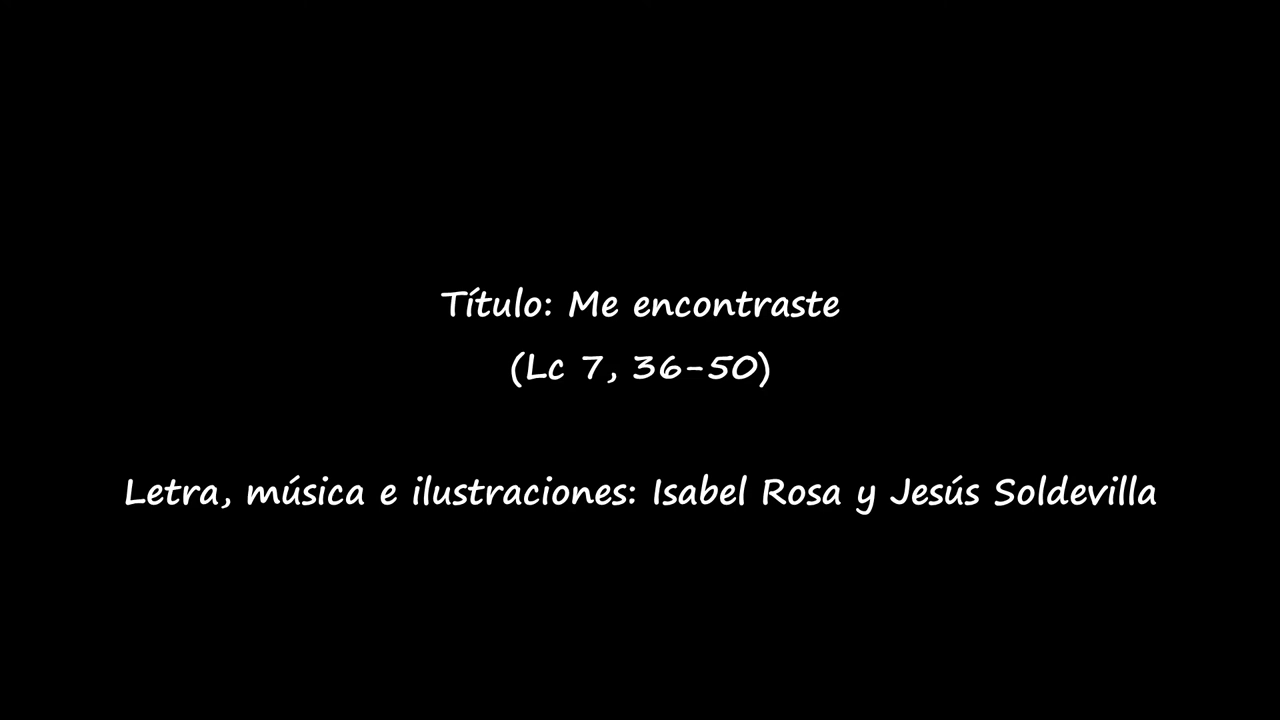 Título: Me encontraste
(Lc 7, 36-50)
Letra, música e ilustraciones: Isabel Rosa y Jesús Soldevilla